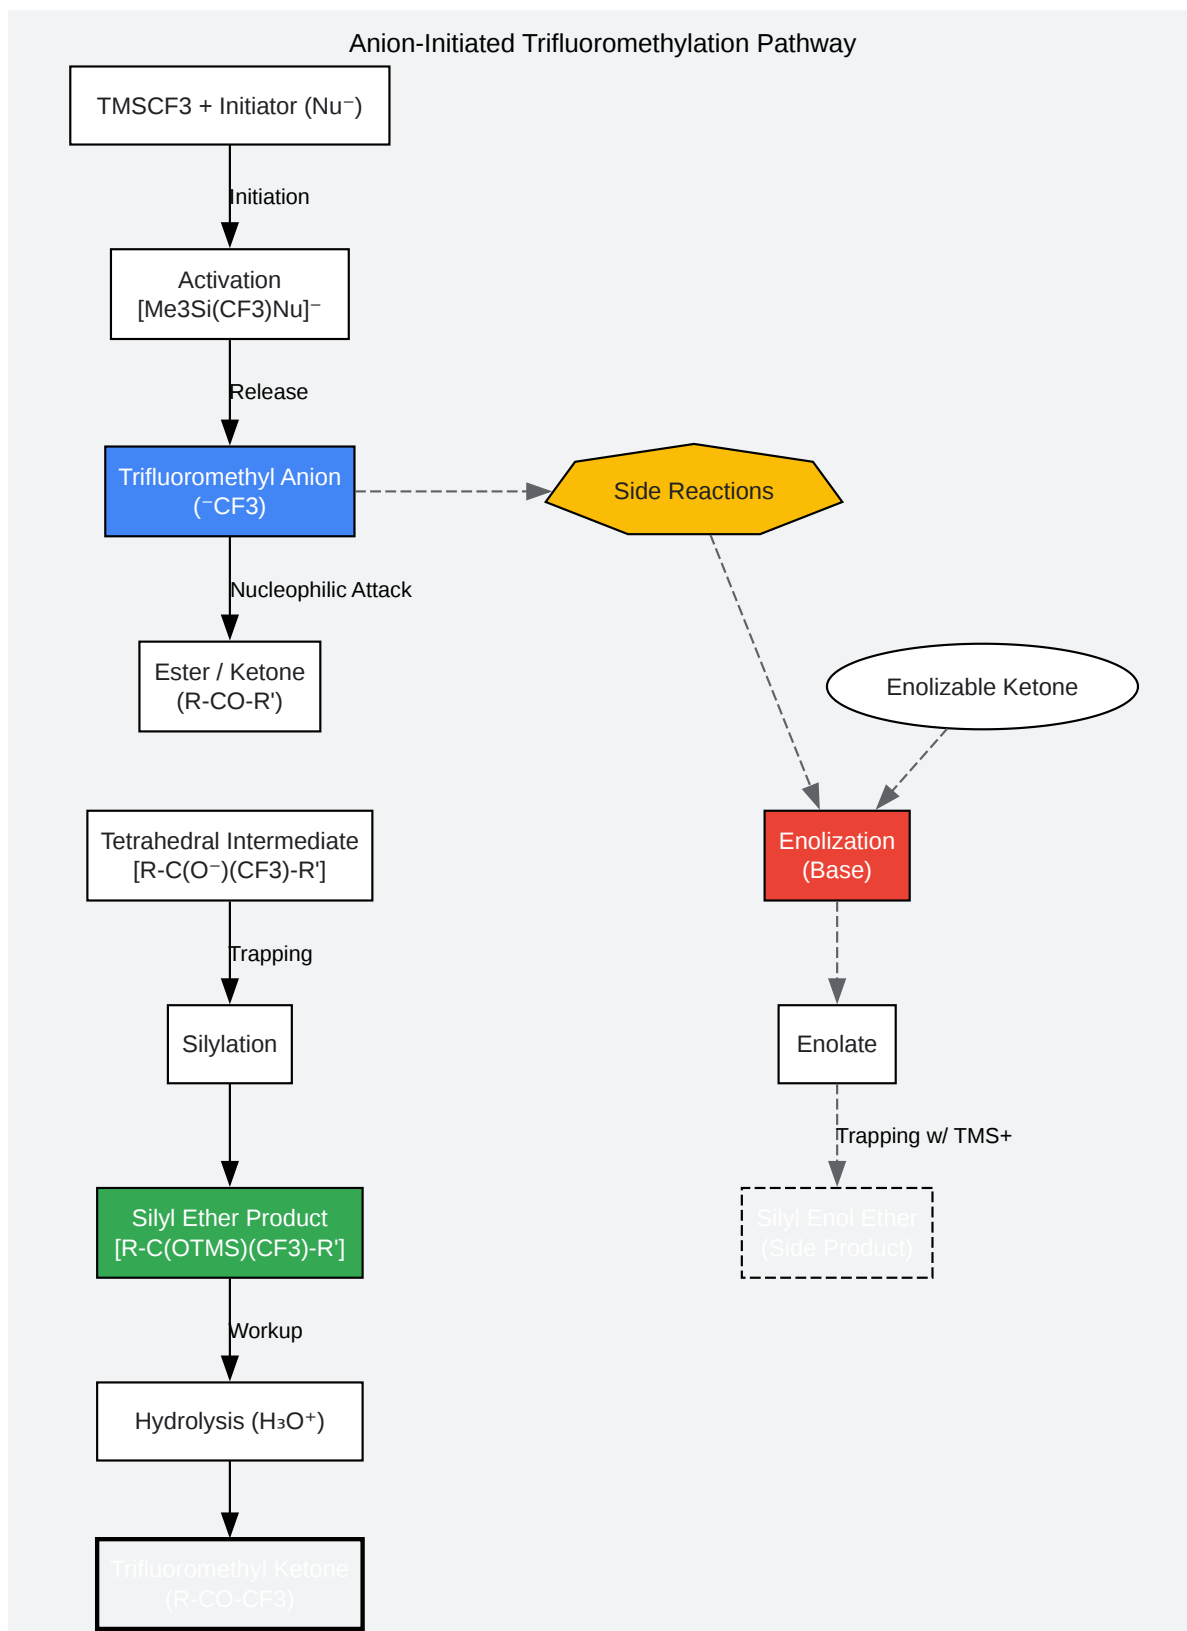 Anion-Initiated Trifluoromethylation Pathway
TMSCF3 + Initiator (Nu⁻)
Initiation
Activation
[Me3Si(CF3)Nu]⁻
Release
Trifluoromethyl Anion
(⁻CF3)
Side Reactions
Nucleophilic Attack
Ester / Ketone
(R-CO-R')
Enolizable Ketone
Tetrahedral Intermediate
[R-C(O⁻)(CF3)-R']
Enolization
(Base)
Trapping
Silylation
Enolate
Trapping w/ TMS+
Silyl Ether Product
[R-C(OTMS)(CF3)-R']
Silyl Enol Ether
(Side Product)
Workup
Hydrolysis (H₃O⁺)
Trifluoromethyl Ketone
(R-CO-CF3)